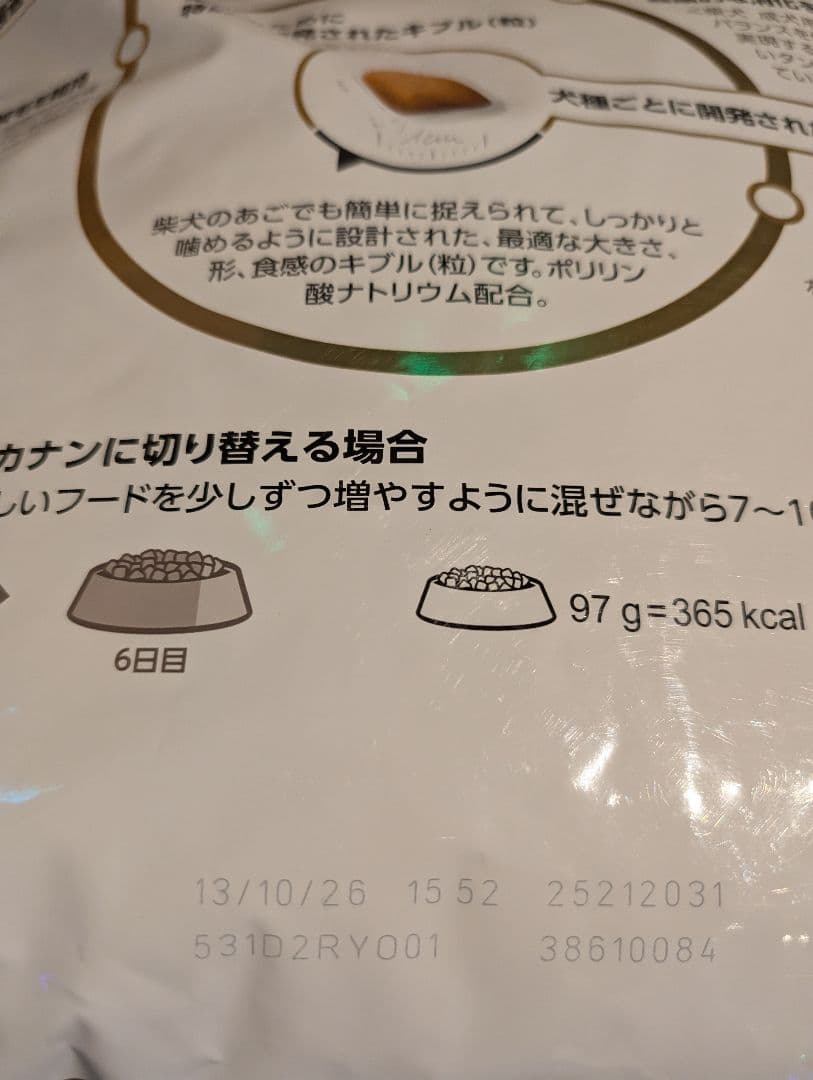 されたキブル（粒）
犬種ごとに開発され
柴犬のあごでも簡単に捉えられて、しっかりと
噛めるように設計された、最適な大きさ、
形、食感のキブル（粒）です。ポリリン
酸ナトリウム配合。
カナンに切り替える場合
しいフードを少しずつ増やすように混ぜながら7～1
6日目
97 g=365 kcal
13/10/26 15 52 25212031
531D2RY001 38610084